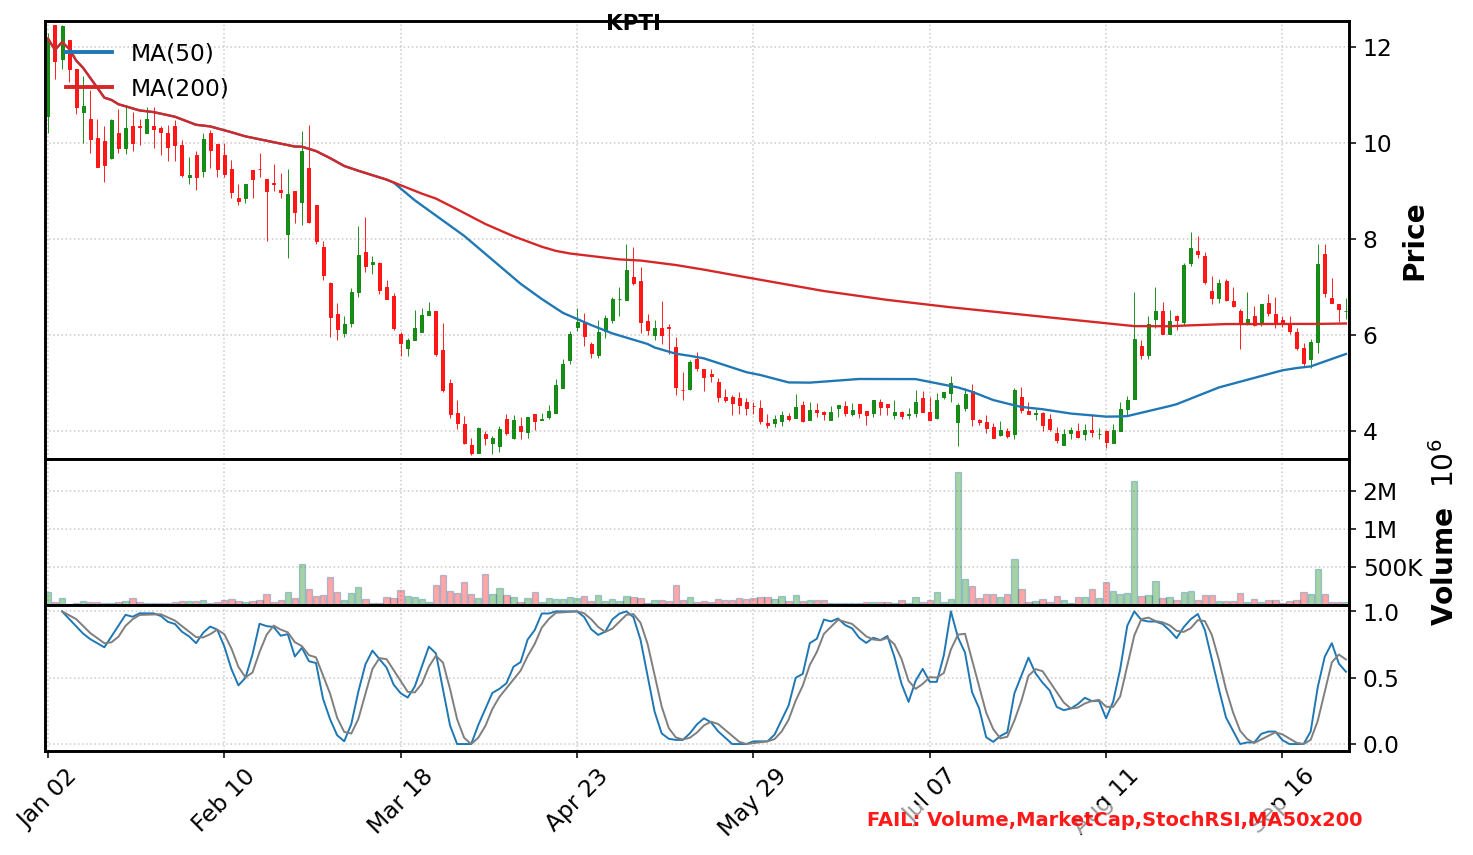 KPTI
MA(50)
MA(200)
12
10
8
6
4
Price
2M
1M
500K
Volume 10^6
1.0
0.5
0.0
Jan 02
Feb 10
Mar 18
Apr 23
May 29
Jul 07
Aug 11
Sep 16
FAIL: Volume,MarketCap,StochRSI,MA50x200